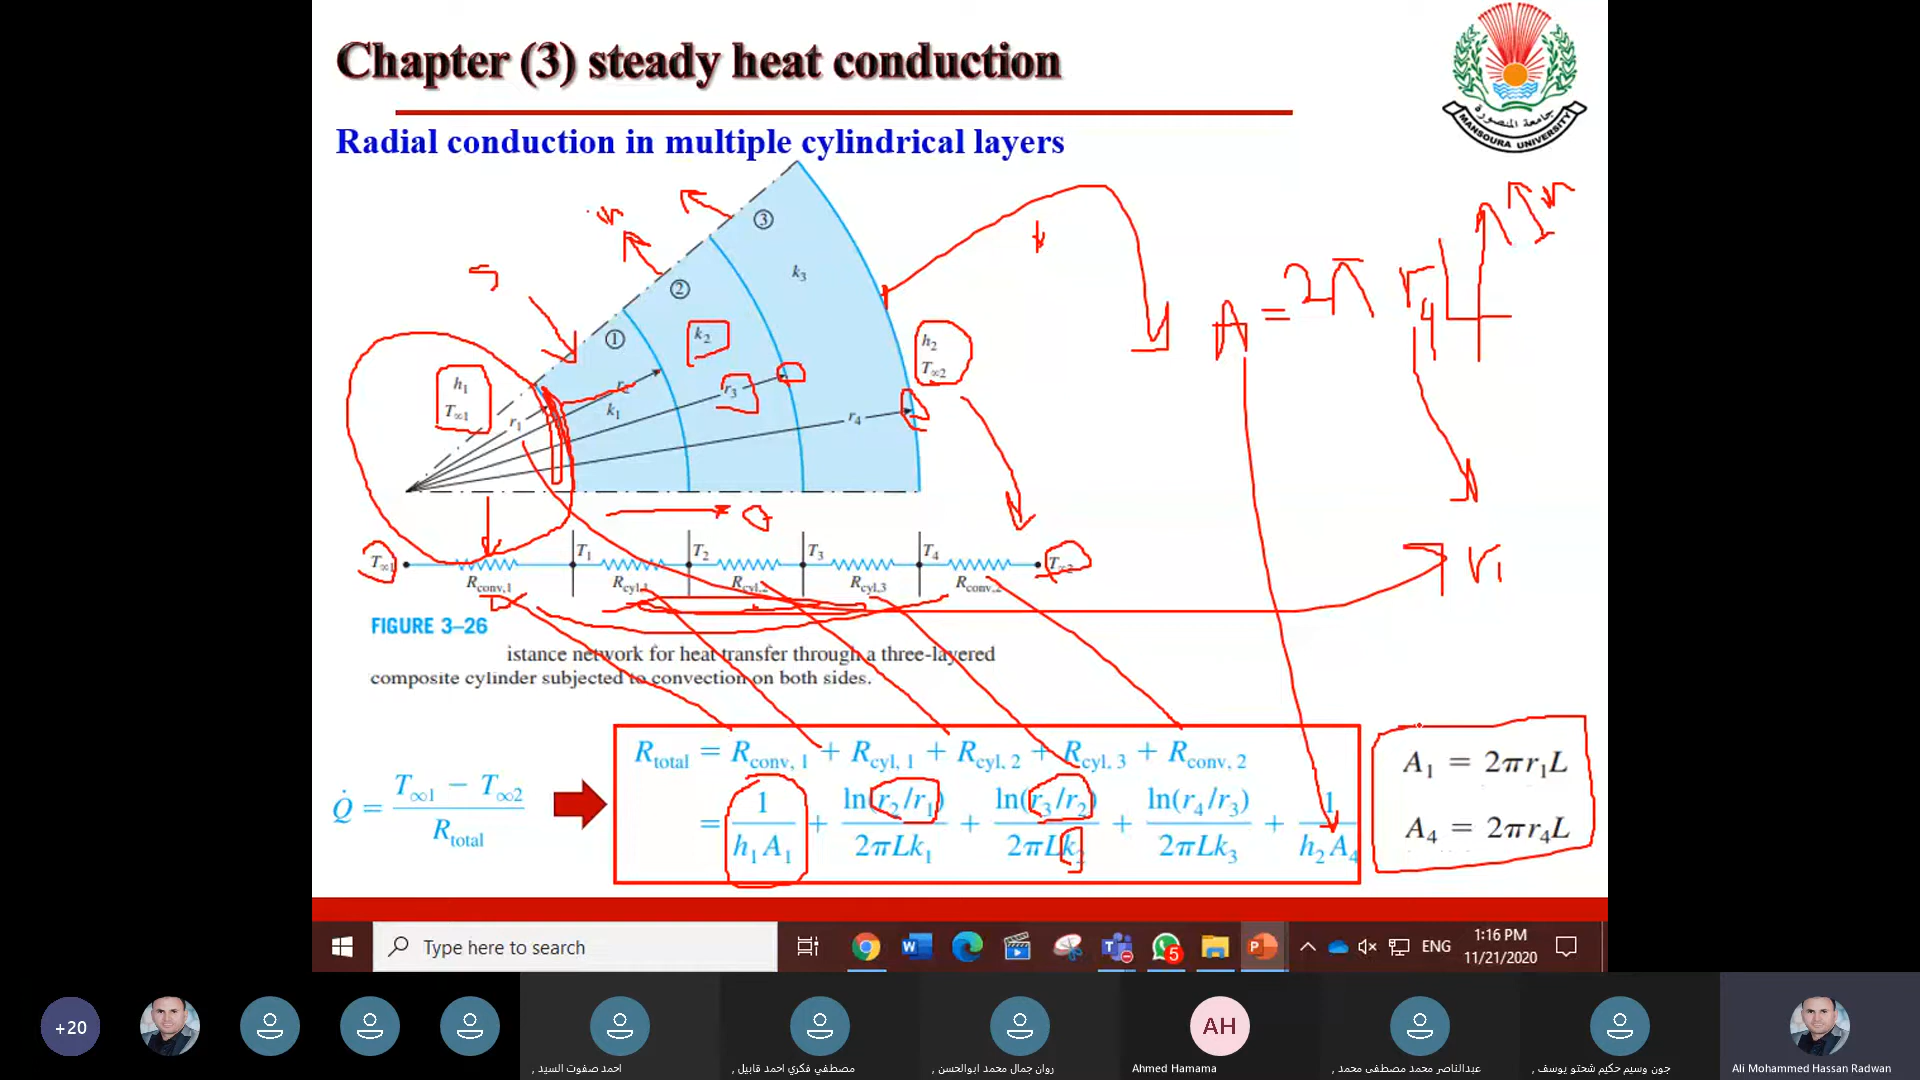 Chapter (3) steady heat conduction
Radial conduction in multiple cylindrical layers
جامعة المنصورة
MANSOURA UNIVERSITY
③
k₃
②
k₂
①
h₁
T∞1
r₁
r₂
k₁
r₃
r₄
h₂
T∞2
A = 2π r₄ L
r₁
Q
T∞1 T₁ T₂ T₃ T₄ T∞2
Rconv,1 Rcyl,1 Rcyl,2 Rcyl,3 Rconv,2
FIGURE 3–26
istance network for heat transfer through a three-layered
composite cylinder subjected to convection on both sides.
Q̇ = (T∞1 − T∞2) / Rtotal
Rtotal = Rconv, 1 + Rcyl, 1 + Rcyl, 2 + Rcyl, 3 + Rconv, 2
= 1/(h₁A₁) + ln(r₂/r₁)/(2πLk₁) + ln(r₃/r₂)/(2πLk₂) + ln(r₄/r₃)/(2πLk₃) + 1/(h₂A₄)
A₁ = 2πr₁L
A₄ = 2πr₄L
Type here to search
5
ENG
1:16 PM
11/21/2020
+20
AH
احمد صفوت السيد ,
مصطفي فكري احمد قابيل ,
روان جمال محمد ابوالحسن ,
Ahmed Hamama
عبدالناصر محمد مصطفى محمد ,
جون وسيم حكيم شحتو يوسف ,
Ali Mohammed Hassan Radwan